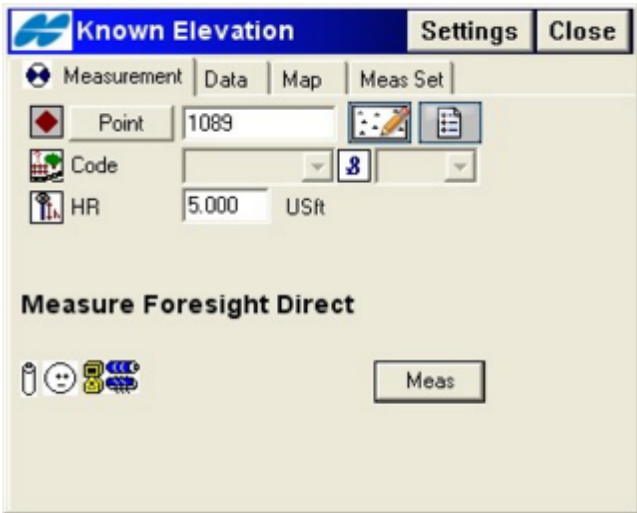 Known Elevation Settings Close
Measurement Data Map Meas Set
Point 1089
Code &
HR 5.000 USft
Measure Foresight Direct
Meas